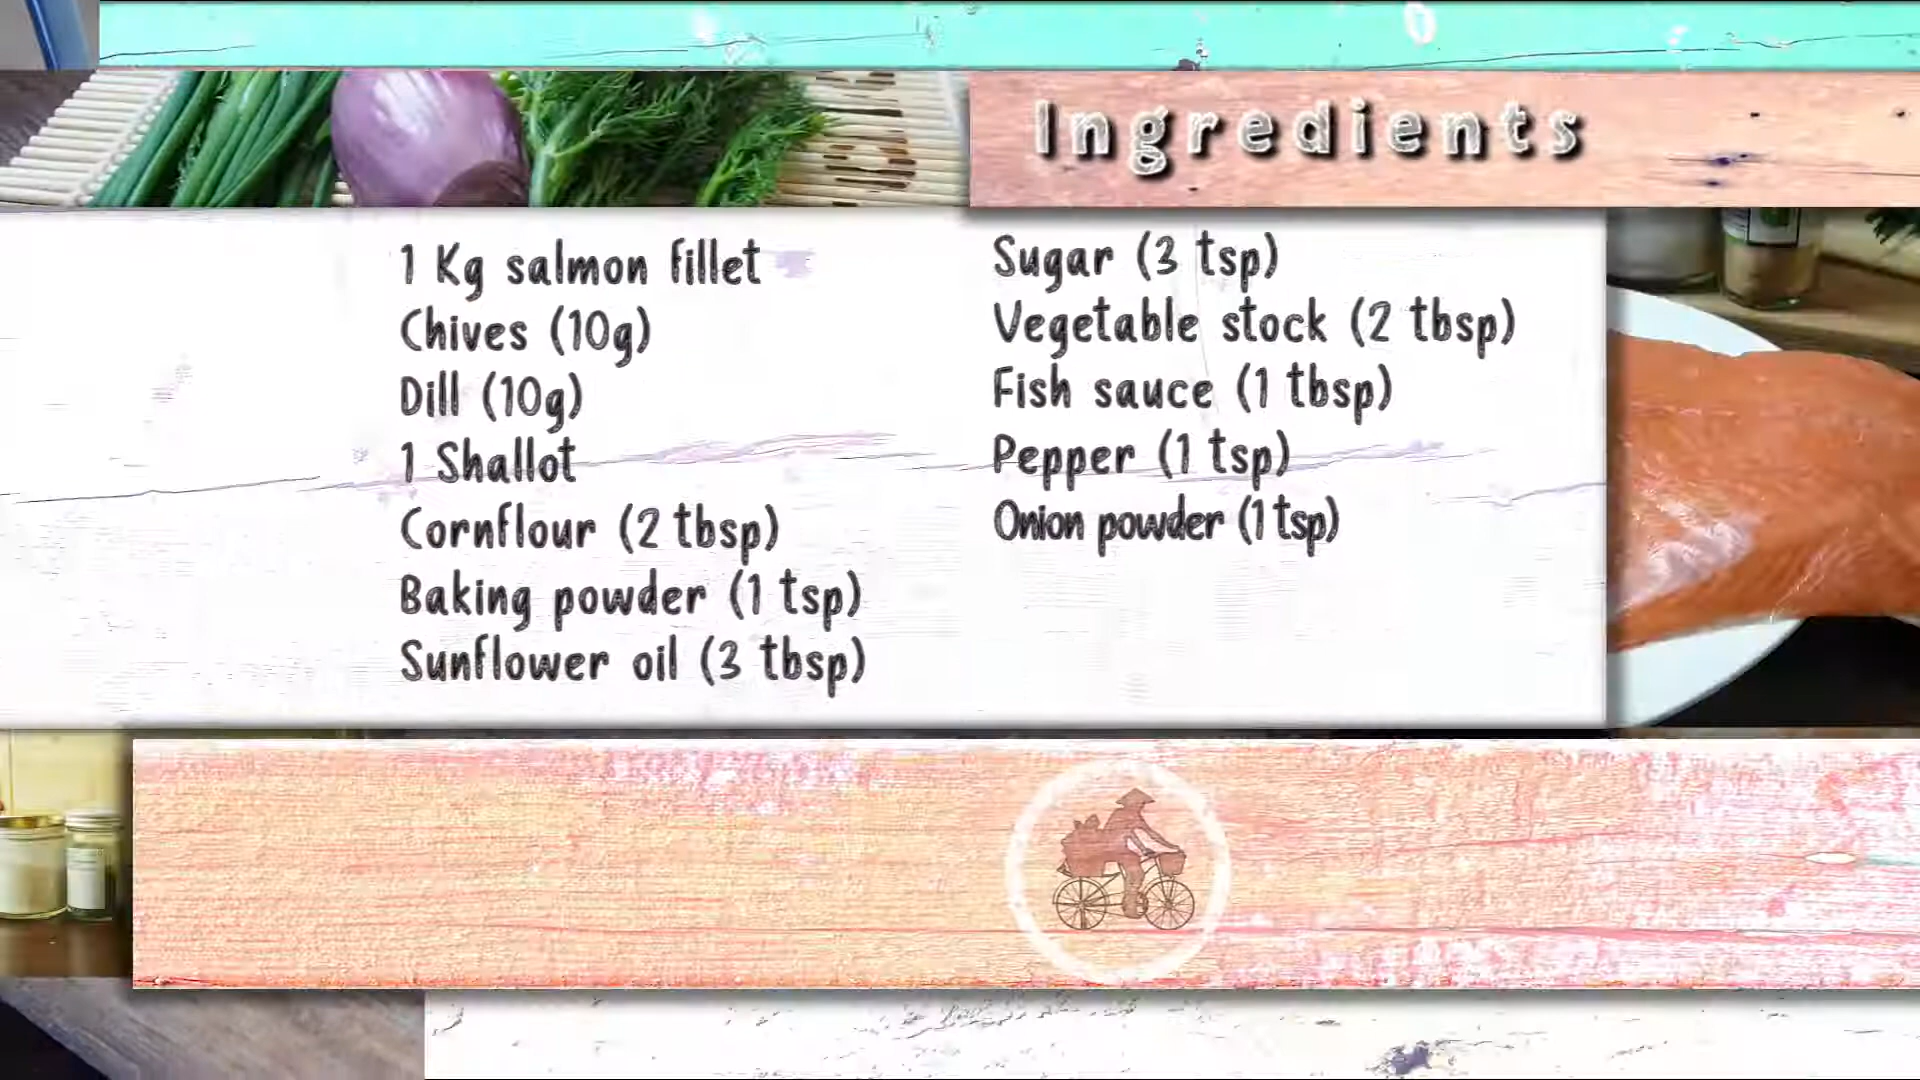 Ingredients
1 Kg salmon fillet
Chives (10g)
Dill (10g)
1 Shallot
Cornflour (2 tbsp)
Baking powder (1 tsp)
Sunflower oil (3 tbsp)
Sugar (3 tsp)
Vegetable stock (2 tbsp)
Fish sauce (1 tbsp)
Pepper (1 tsp)
Onion powder (1 tsp)